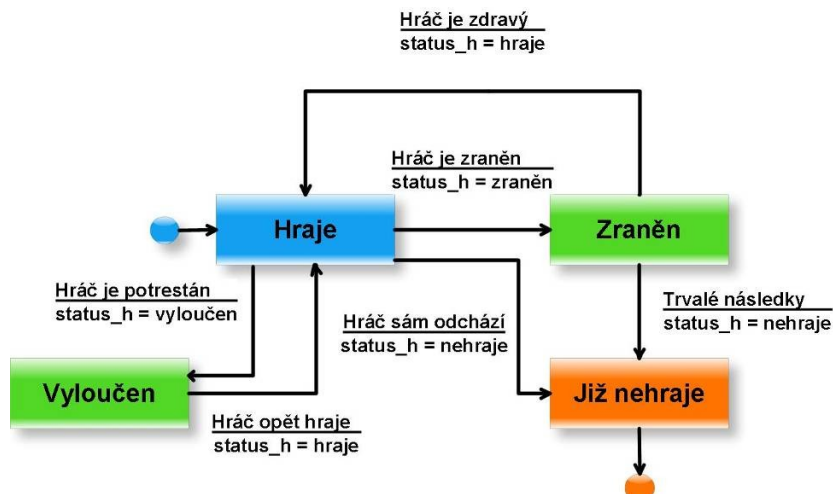 Hráč je zdravý
status_h = hraje
Hráč je zraněn
status_h = zraněn
Hraje
Zraněn
Hráč je potrestán
status_h = vyloučen
Hráč sám odchází
status_h = nehraje
Trvalé následky
status_h = nehraje
Vyloučen
Již nehraje
Hráč opět hraje
status_h = hraje